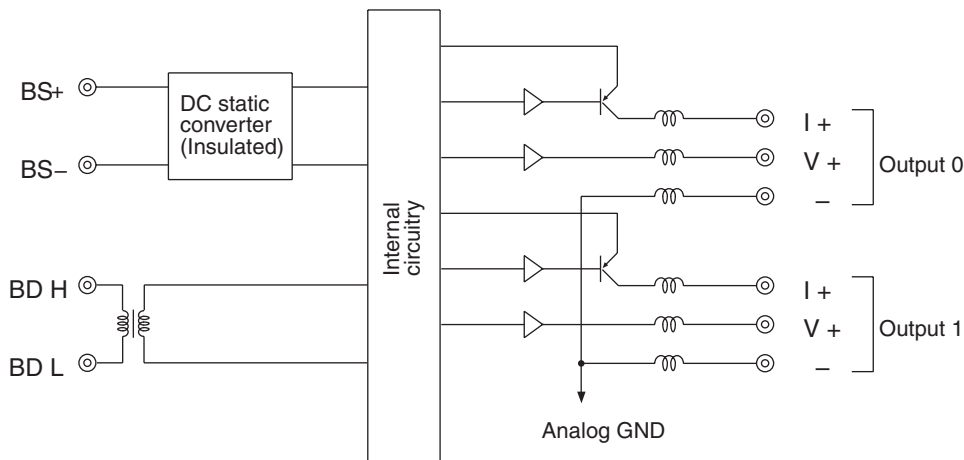 BS+
BS−
DC static
converter
(Insulated)
BD H
BD L
Internal
circuitry
I +
V +
−
Output 0
I +
V +
−
Output 1
Analog GND